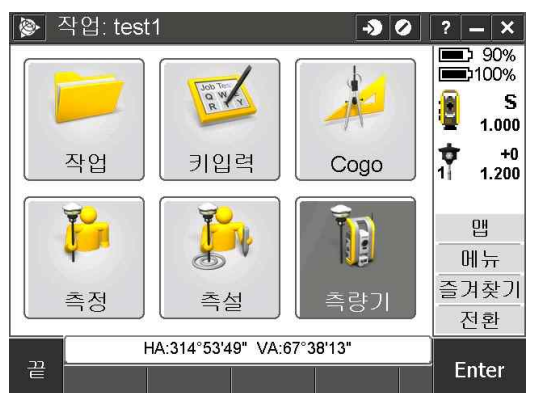 작업: test1
? — ×
90%
100%
S
1.000
+0
1 1.200
작업
키입력
Cogo
측정
측설
측량기
맵
메뉴
즐겨찾기
전환
HA:314°53'49" VA:67°38'13"
끝
Enter